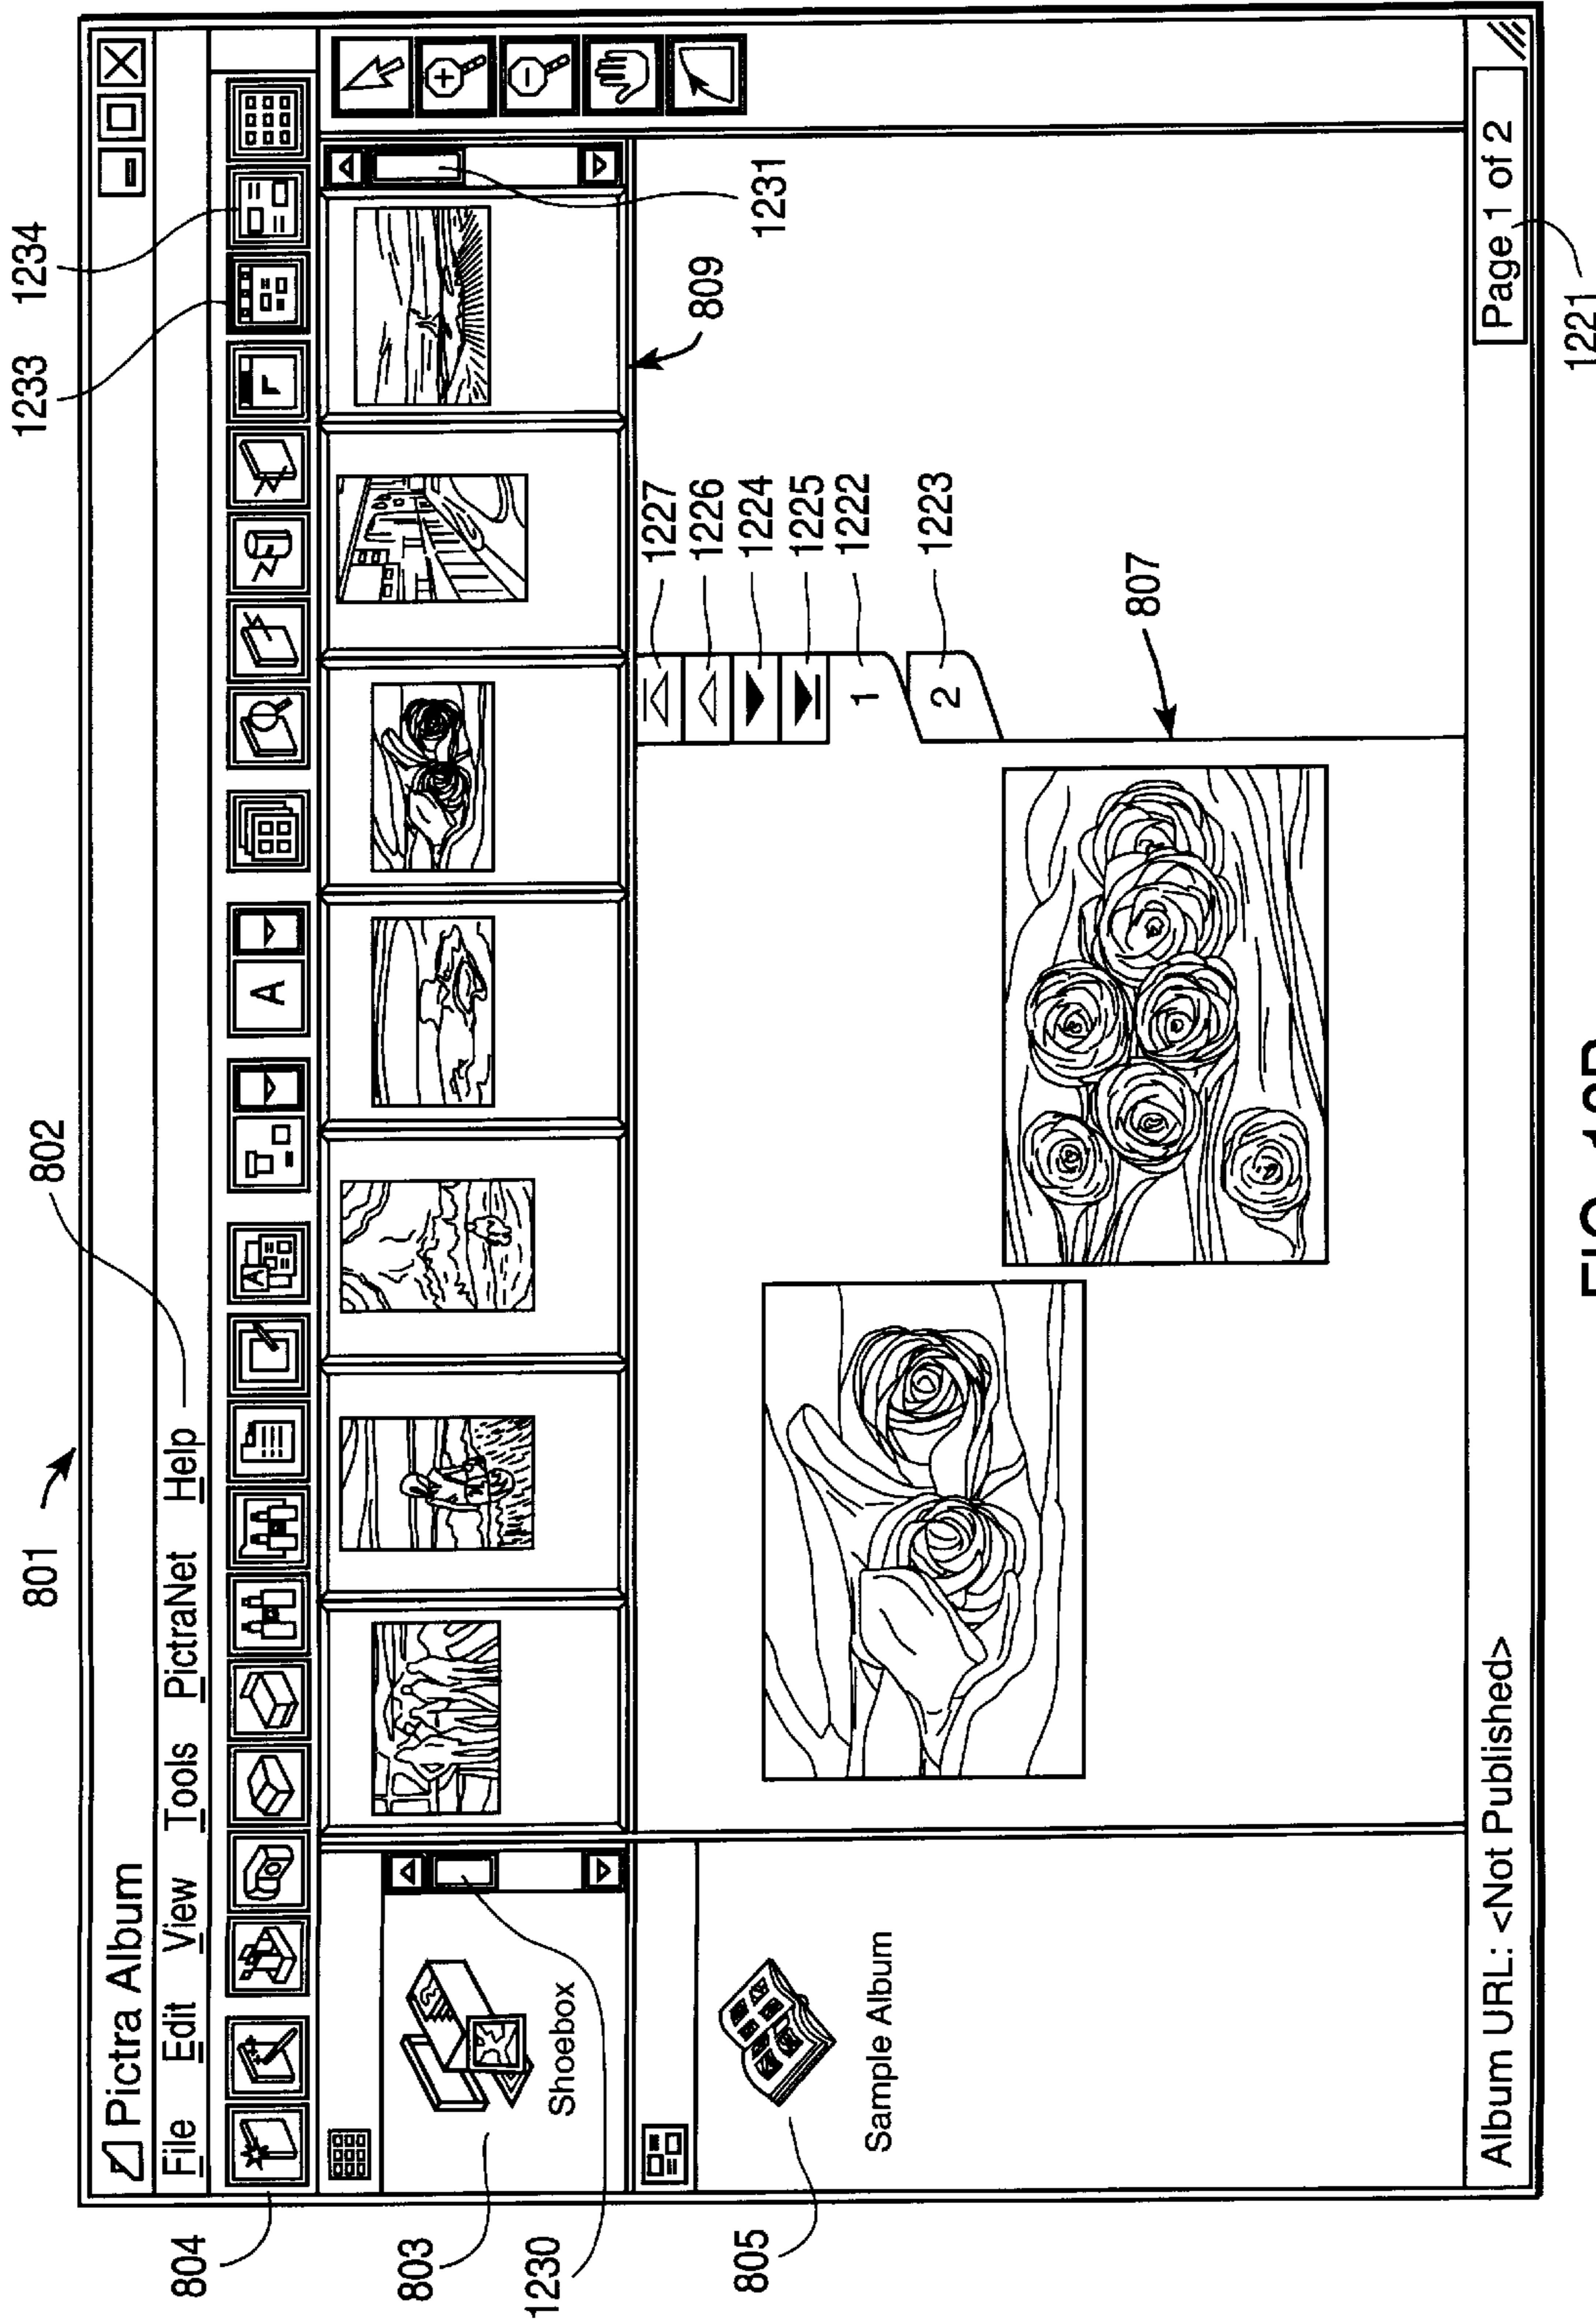 801
802
1233
1234
Pictra Album
File Edit View Tools PictraNet Help
804
A
803
Shoebox
1230
1231
809
1227
1226
1224
1225
1
1222
2
1223
805
Sample Album
807
Album URL: <Not Published>
Page 1 of 2
1221